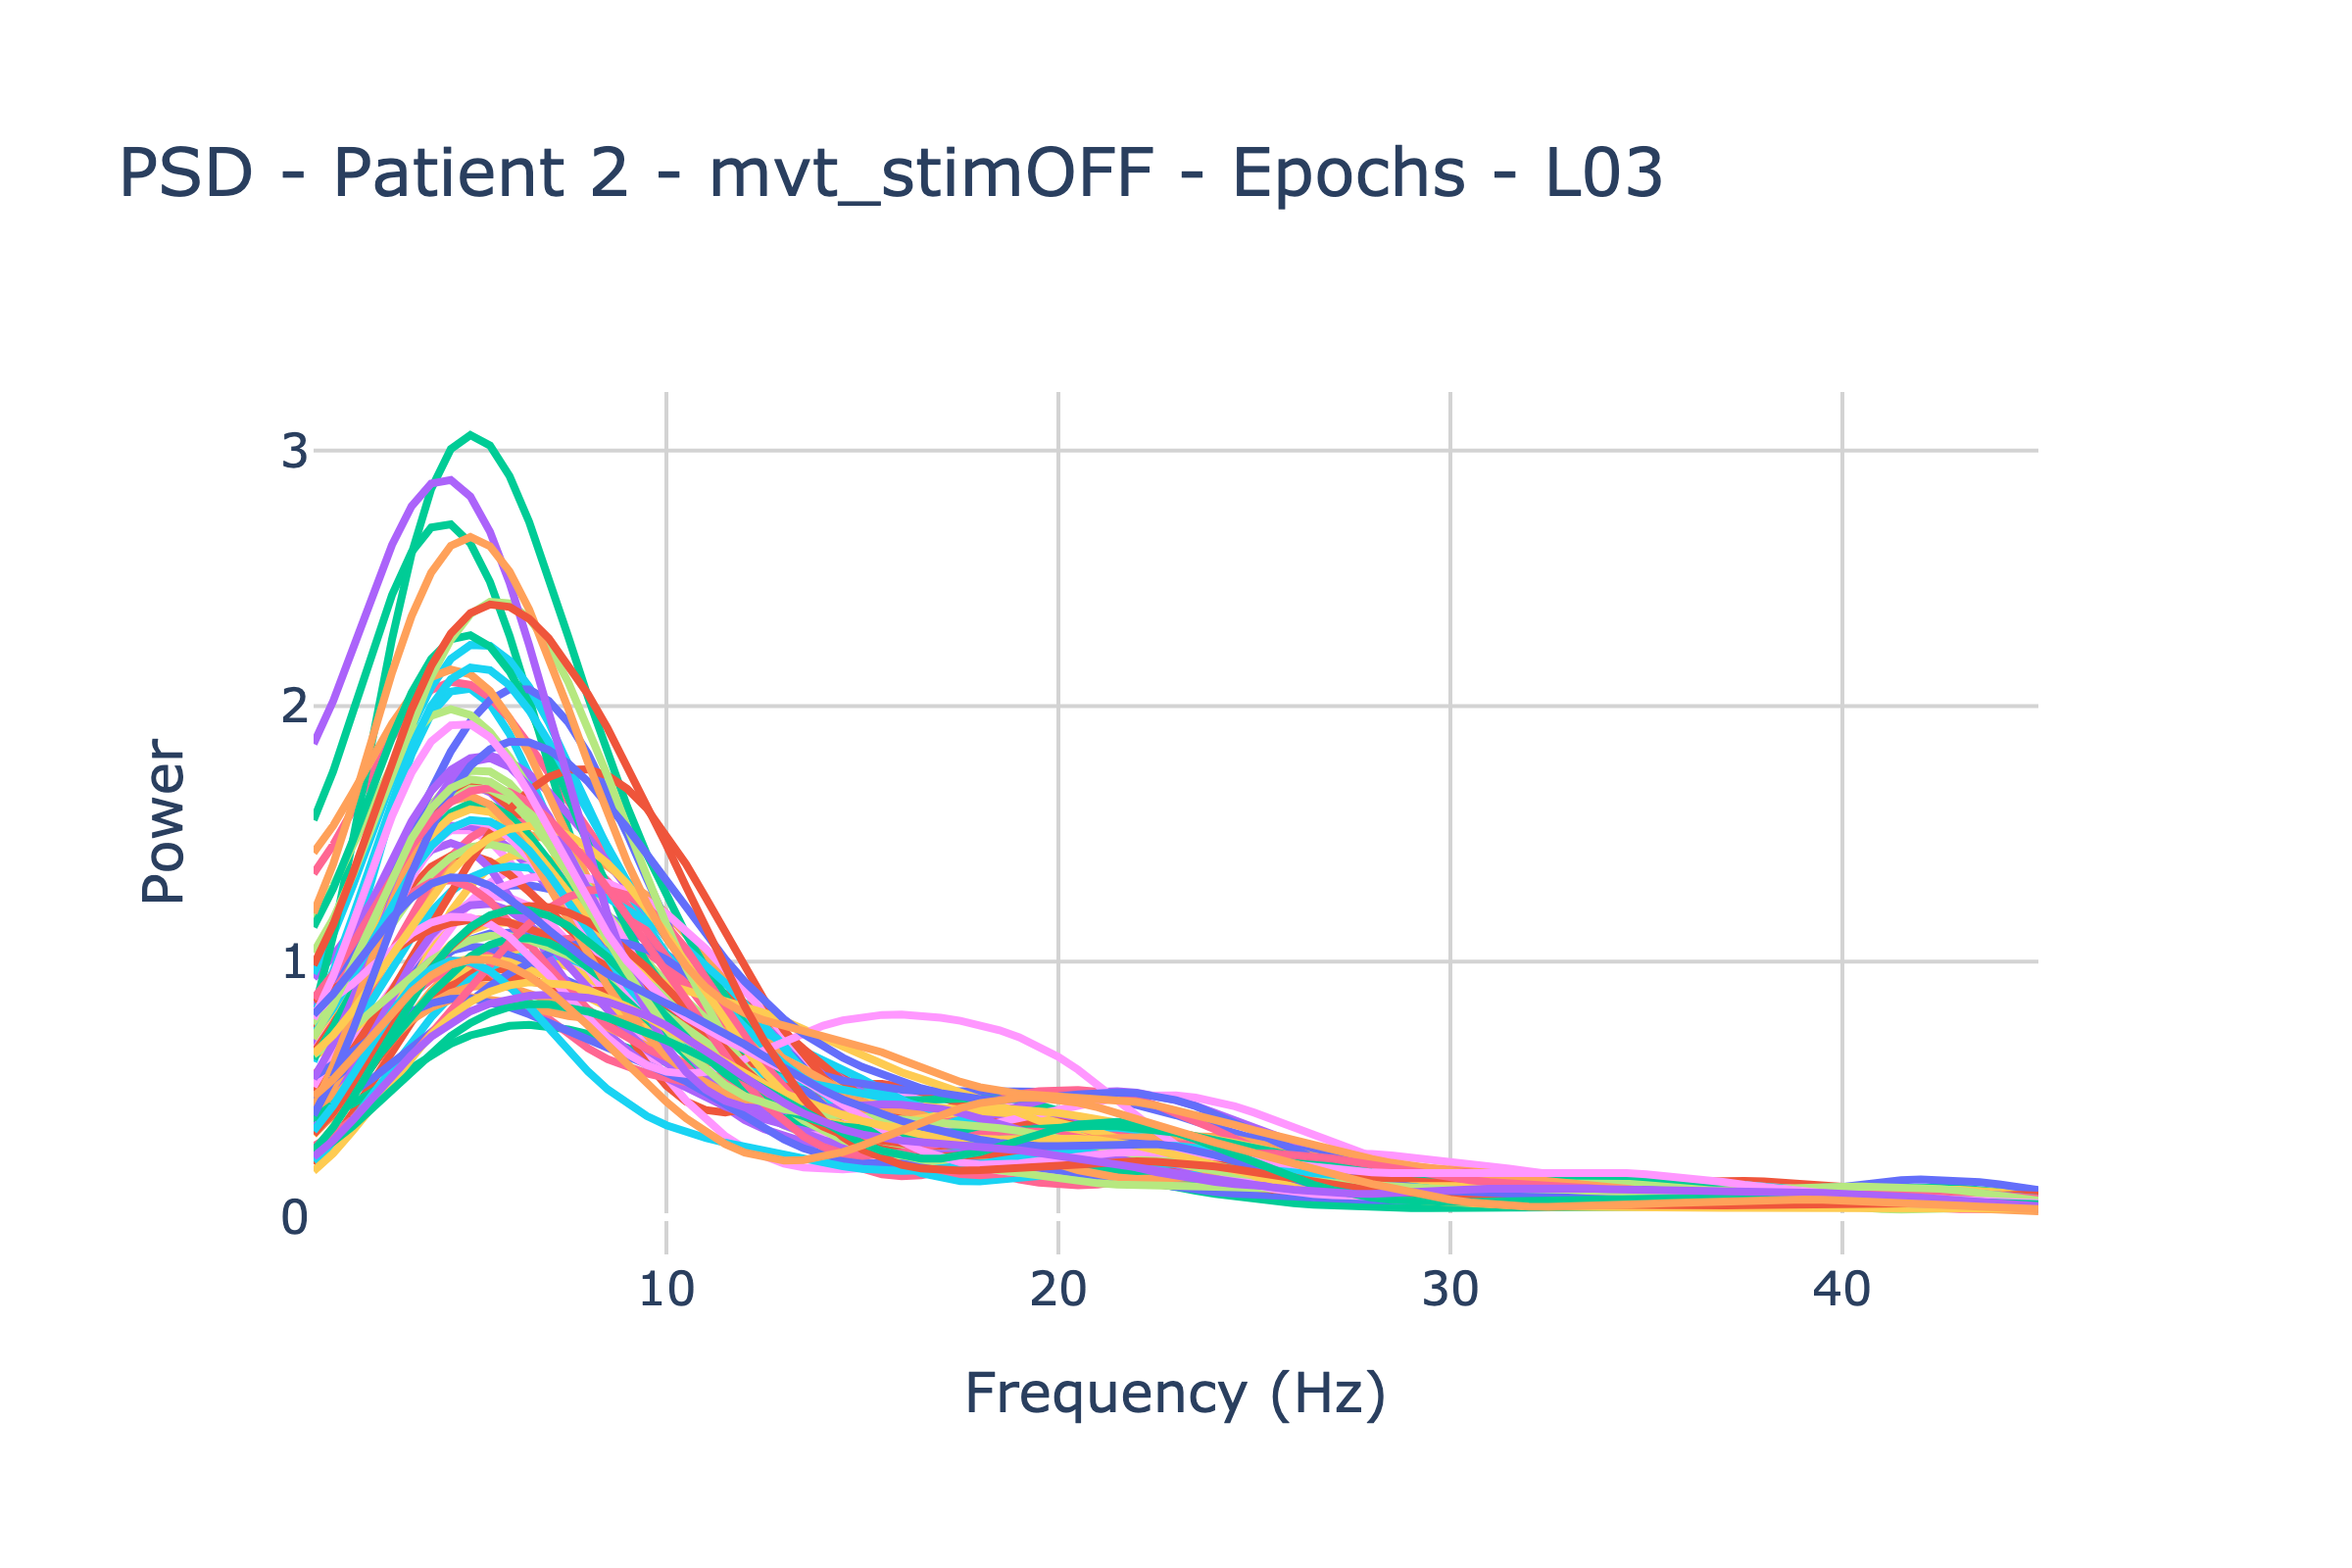 PSD - Patient 2 - mvt_stimOFF - Epochs - L03
3
2
1
0
Power
10 20 30 40
Frequency (Hz)